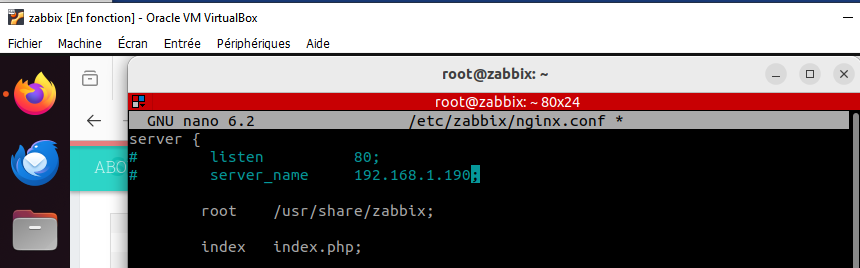 zabbix [En fonction] - Oracle VM VirtualBox
Fichier Machine Écran Entrée Périphériques Aide
root@zabbix: ~
root@zabbix: ~ 80x24
GNU nano 6.2 /etc/zabbix/nginx.conf *
server {
# listen 80;
# server_name 192.168.1.190;
ABO
root /usr/share/zabbix;
index index.php;